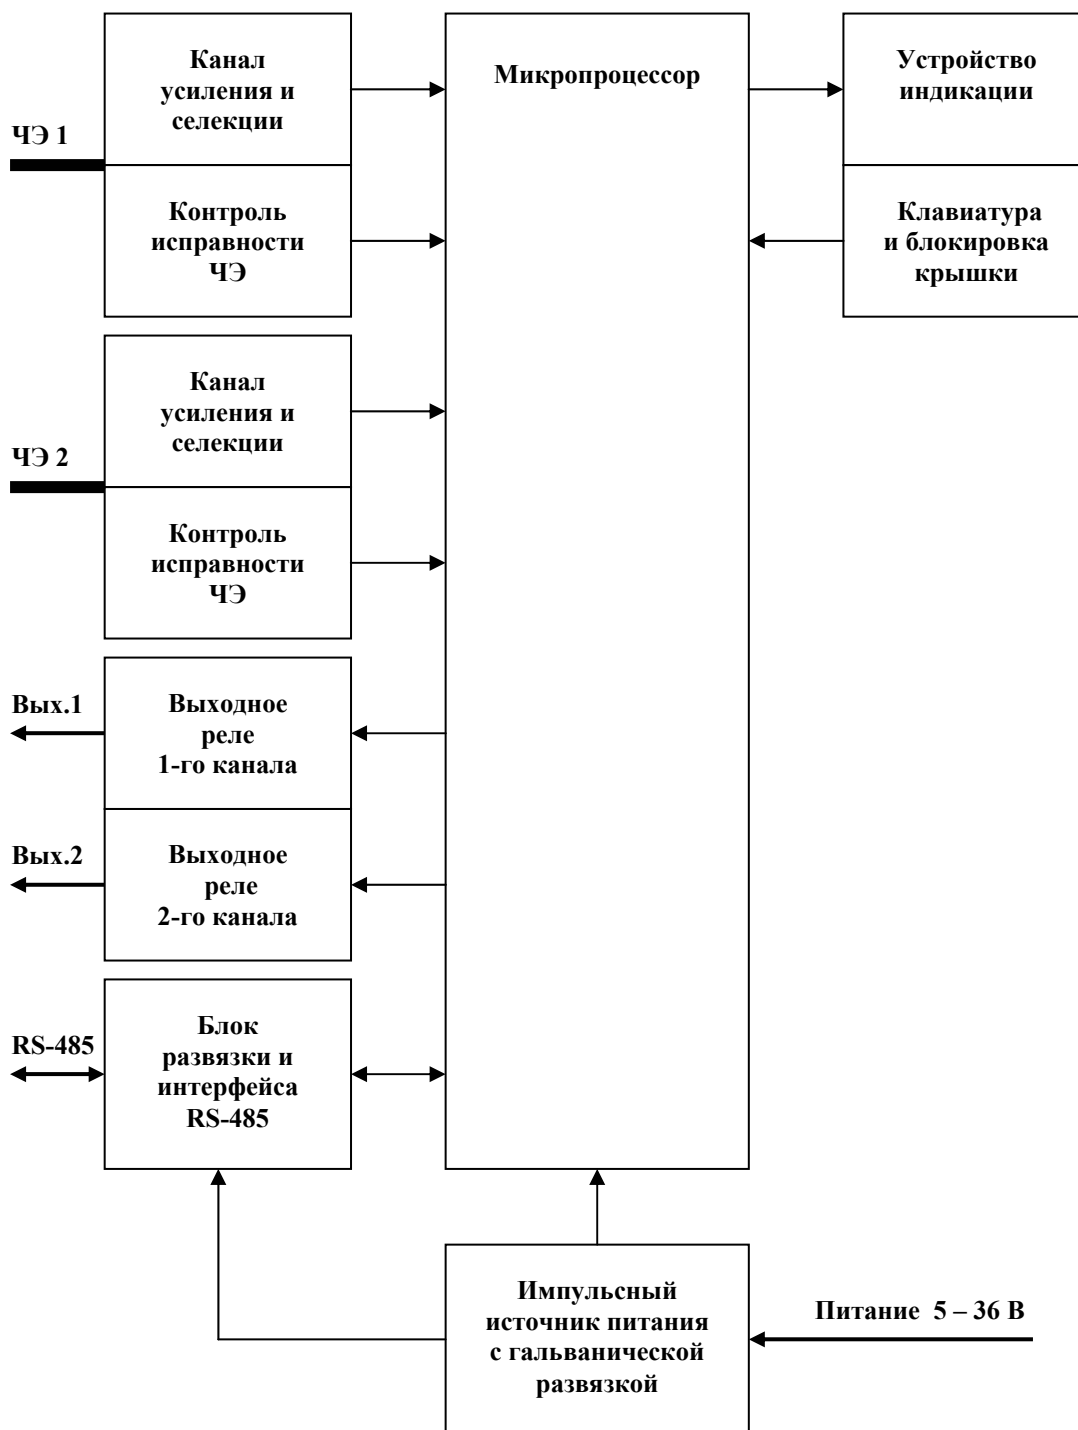 Канал
усиления и
селекции
Микропроцессор
Устройство
индикации
ЧЭ 1
Контроль
исправности
ЧЭ
Клавиатура
и блокировка
крышки
Канал
усиления и
селекции
ЧЭ 2
Контроль
исправности
ЧЭ
Вых.1
Выходное
реле
1-го канала
Вых.2
Выходное
реле
2-го канала
RS-485
Блок
развязки и
интерфейса
RS-485
Импульсный
источник питания
с гальванической
развязкой
Питание 5 – 36 В